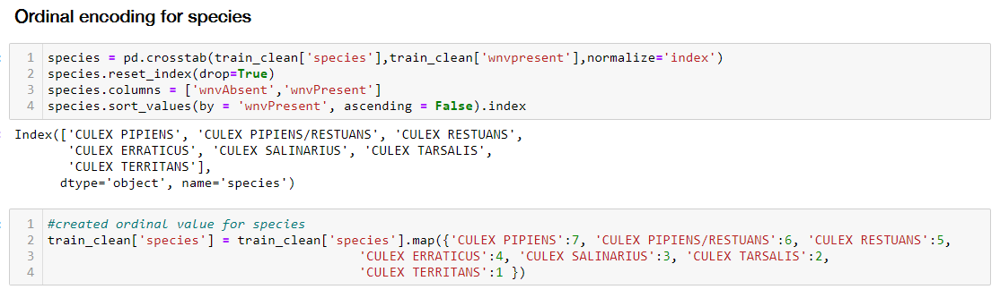 Ordinal encoding for species
1 species = pd.crosstab(train_clean['species'],train_clean['wnvpresent'],normalize='index')
2 species.reset_index(drop=True)
3 species.columns = ['wnvAbsent','wnvPresent']
4 species.sort_values(by = 'wnvPresent', ascending = False).index
Index(['CULEX PIPIENS', 'CULEX PIPIENS/RESTUANS', 'CULEX RESTUANS',
'CULEX ERRATICUS', 'CULEX SALINARIUS', 'CULEX TARSALIS',
'CULEX TERRITANS'],
dtype='object', name='species')
1 #created ordinal value for species
2 train_clean['species'] = train_clean['species'].map({'CULEX PIPIENS':7, 'CULEX PIPIENS/RESTUANS':6, 'CULEX RESTUANS':5,
3 'CULEX ERRATICUS':4, 'CULEX SALINARIUS':3, 'CULEX TARSALIS':2,
4 'CULEX TERRITANS':1 })